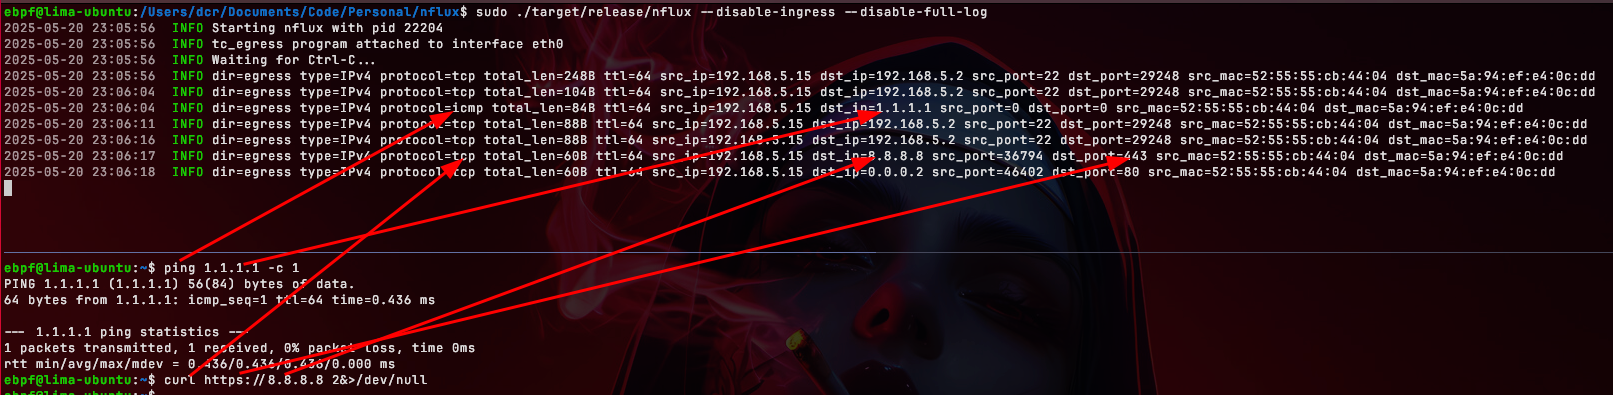 ebpf@lima-ubuntu:/Users/dcr/Documents/Code/Personal/nflux$ sudo ./target/release/nflux --disable-ingress --disable-full-log
2025-05-20 23:05:56 INFO Starting nflux with pid 22204
2025-05-20 23:05:56 INFO tc_egress program attached to interface eth0
2025-05-20 23:05:56 INFO Waiting for Ctrl-C...
2025-05-20 23:05:56 INFO dir=egress type=IPv4 protocol=tcp total_len=248B ttl=64 src_ip=192.168.5.15 dst_ip=192.168.5.2 src_port=22 dst_port=29248 src_mac=52:55:55:cb:44:04 dst_mac=5a:94:ef:e4:0c:dd
2025-05-20 23:06:04 INFO dir=egress type=IPv4 protocol=tcp total_len=104B ttl=64 src_ip=192.168.5.15 dst_ip=192.168.5.2 src_port=22 dst_port=29248 src_mac=52:55:55:cb:44:04 dst_mac=5a:94:ef:e4:0c:dd
2025-05-20 23:06:04 INFO dir=egress type=IPv4 protocol=icmp total_len=84B ttl=64 src_ip=192.168.5.15 dst_ip=1.1.1.1 src_port=0 dst_port=0 src_mac=52:55:55:cb:44:04 dst_mac=5a:94:ef:e4:0c:dd
2025-05-20 23:06:11 INFO dir=egress type=IPv4 protocol=tcp total_len=88B ttl=64 src_ip=192.168.5.15 dst_ip=192.168.5.2 src_port=22 dst_port=29248 src_mac=52:55:55:cb:44:04 dst_mac=5a:94:ef:e4:0c:dd
2025-05-20 23:06:16 INFO dir=egress type=IPv4 protocol=tcp total_len=88B ttl=64 src_ip=192.168.5.15 dst_ip=192.168.5.2 src_port=22 dst_port=29248 src_mac=52:55:55:cb:44:04 dst_mac=5a:94:ef:e4:0c:dd
2025-05-20 23:06:17 INFO dir=egress type=IPv4 protocol=tcp total_len=60B ttl=64 src_ip=192.168.5.15 dst_ip=8.8.8.8 src_port=36794 dst_port=443 src_mac=52:55:55:cb:44:04 dst_mac=5a:94:ef:e4:0c:dd
2025-05-20 23:06:18 INFO dir=egress type=IPv4 protocol=tcp total_len=60B ttl=64 src_ip=192.168.5.15 dst_ip=0.0.0.2 src_port=46402 dst_port=80 src_mac=52:55:55:cb:44:04 dst_mac=5a:94:ef:e4:0c:dd
ebpf@lima-ubuntu:~$ ping 1.1.1.1 -c 1
PING 1.1.1.1 (1.1.1.1) 56(84) bytes of data.
64 bytes from 1.1.1.1: icmp_seq=1 ttl=64 time=0.436 ms
--- 1.1.1.1 ping statistics ---
1 packets transmitted, 1 received, 0% packet loss, time 0ms
rtt min/avg/max/mdev = 0.436/0.436/0.436/0.000 ms
ebpf@lima-ubuntu:~$ curl https://8.8.8.8 2&>/dev/null
ebpf@lima-ubuntu:~$